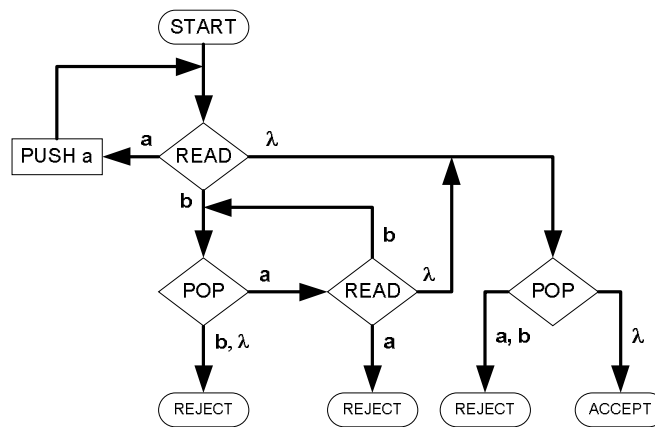 START
PUSH a
a
READ
λ
b
b
POP
a
READ
λ
POP
b, λ
a
a, b
λ
REJECT
REJECT
REJECT
ACCEPT